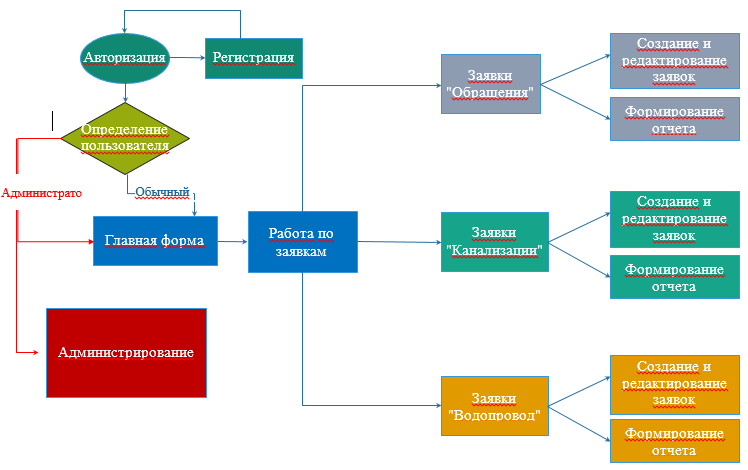 Авторизация
Регистрация
Определение
пользователя
Администрато
Обычный
Главная форма
Работа по
заявкам
Администрирование
Заявки
"Обращения"
Создание и
редактирование
заявок
Формирование
отчета
Заявки
"Канализации"
Создание и
редактирование
заявок
Формирование
отчета
Заявки
"Водопровод"
Создание и
редактирование
заявок
Формирование
отчета